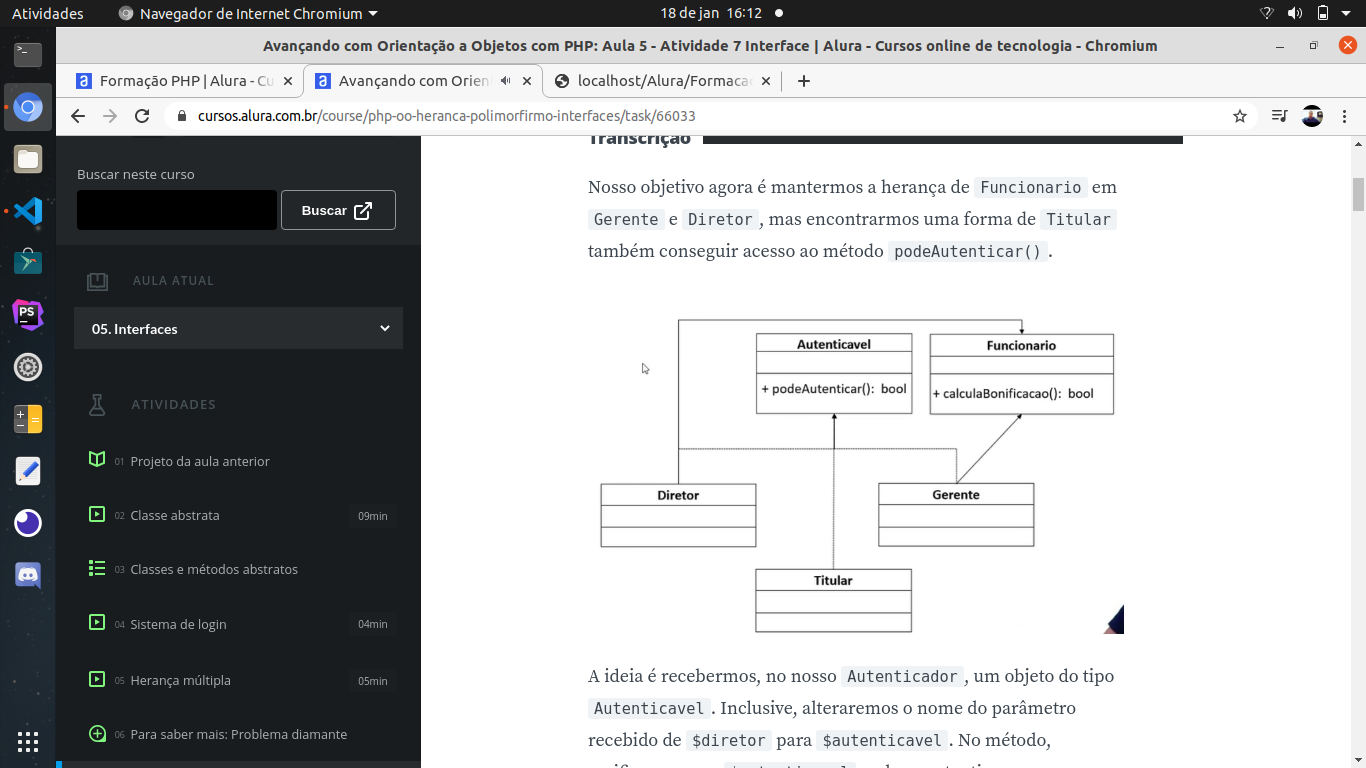 Atividades
Navegador de Internet Chromium
18 de jan 16:12
Avançando com Orientação a Objetos com PHP: Aula 5 - Atividade 7 Interface | Alura - Cursos online de tecnologia - Chromium
Formação PHP | Alura - Cu
Avançando com Orien
localhost/Alura/Formaca
cursos.alura.com.br/course/php-oo-heranca-polimorfirmo-interfaces/task/66033
Buscar neste curso
Buscar
AULA ATUAL
05. Interfaces
ATIVIDADES
01 Projeto da aula anterior
02 Classe abstrata 09min
03 Classes e métodos abstratos
04 Sistema de login 04min
05 Herança múltipla 05min
06 Para saber mais: Problema diamante
PS
Transcrição
Nosso objetivo agora é mantermos a herança de Funcionario em
Gerente e Diretor, mas encontrarmos uma forma de Titular
também conseguir acesso ao método podeAutenticar().
Autenticavel
+ podeAutenticar(): bool
Funcionario
+ calculaBonificacao(): bool
Diretor
Gerente
Titular
A ideia é recebermos, no nosso Autenticador, um objeto do tipo
Autenticavel. Inclusive, alteraremos o nome do parâmetro
recebido de $diretor para $autenticavel. No método,